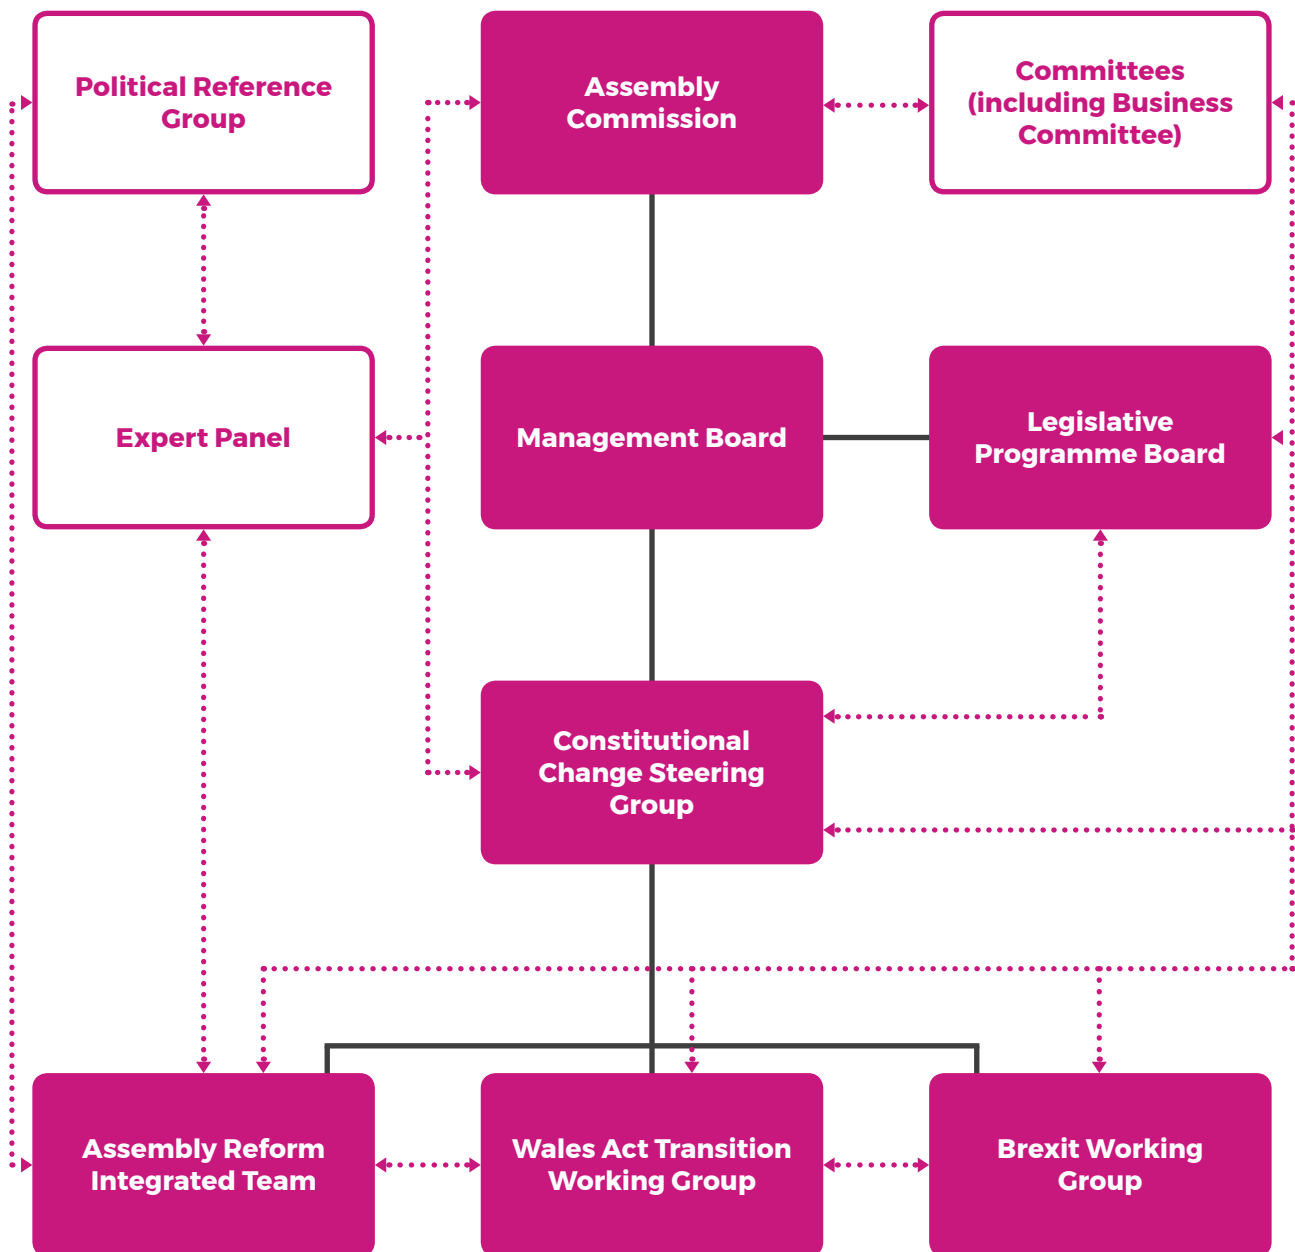 Political Reference
Group
Assembly
Commission
Committees
(including Business
Committee)
Expert Panel
Management Board
Legislative
Programme Board
Constitutional
Change Steering
Group
Assembly Reform
Integrated Team
Wales Act Transition
Working Group
Brexit Working
Group